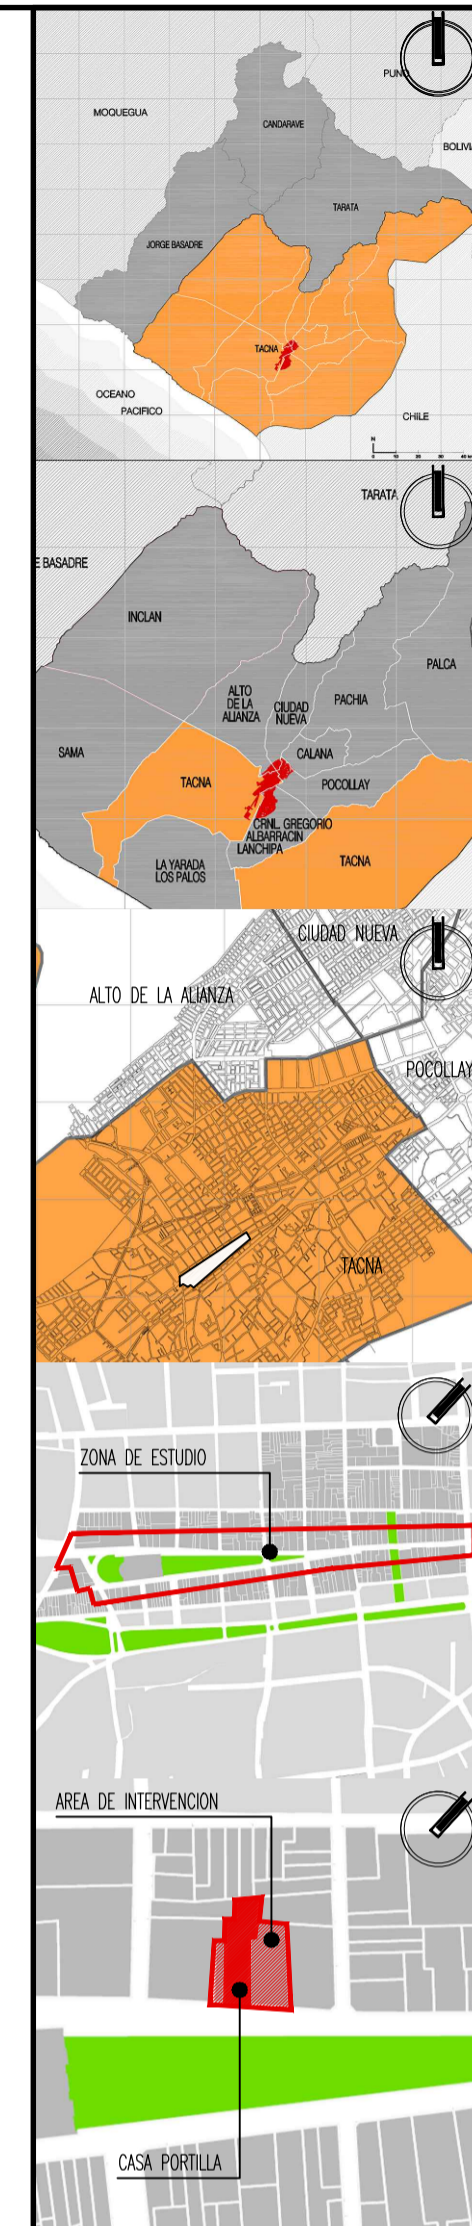 PUNO
MOQUEGUA
CANDARAVE
BOLIVIA
TARATA
JORGE BASADRE
TACNA
OCEANO
PACIFICO
CHILE
N
TARATA
E BASADRE
INCLAN
PALCA
ALTO
DE LA
ALIANZA
CIUDAD
NUEVA
PACHIA
SAMA
CALANA
TACNA
POCOLLAY
CRNL. GREGORIO
ALBARRACIN
LANCHIPA
LA YARADA
LOS PALOS
TACNA
CIUDAD NUEVA
ALTO DE LA ALIANZA
POCOLLAY
TACNA
ZONA DE ESTUDIO
AREA DE INTERVENCION
CASA PORTILLA